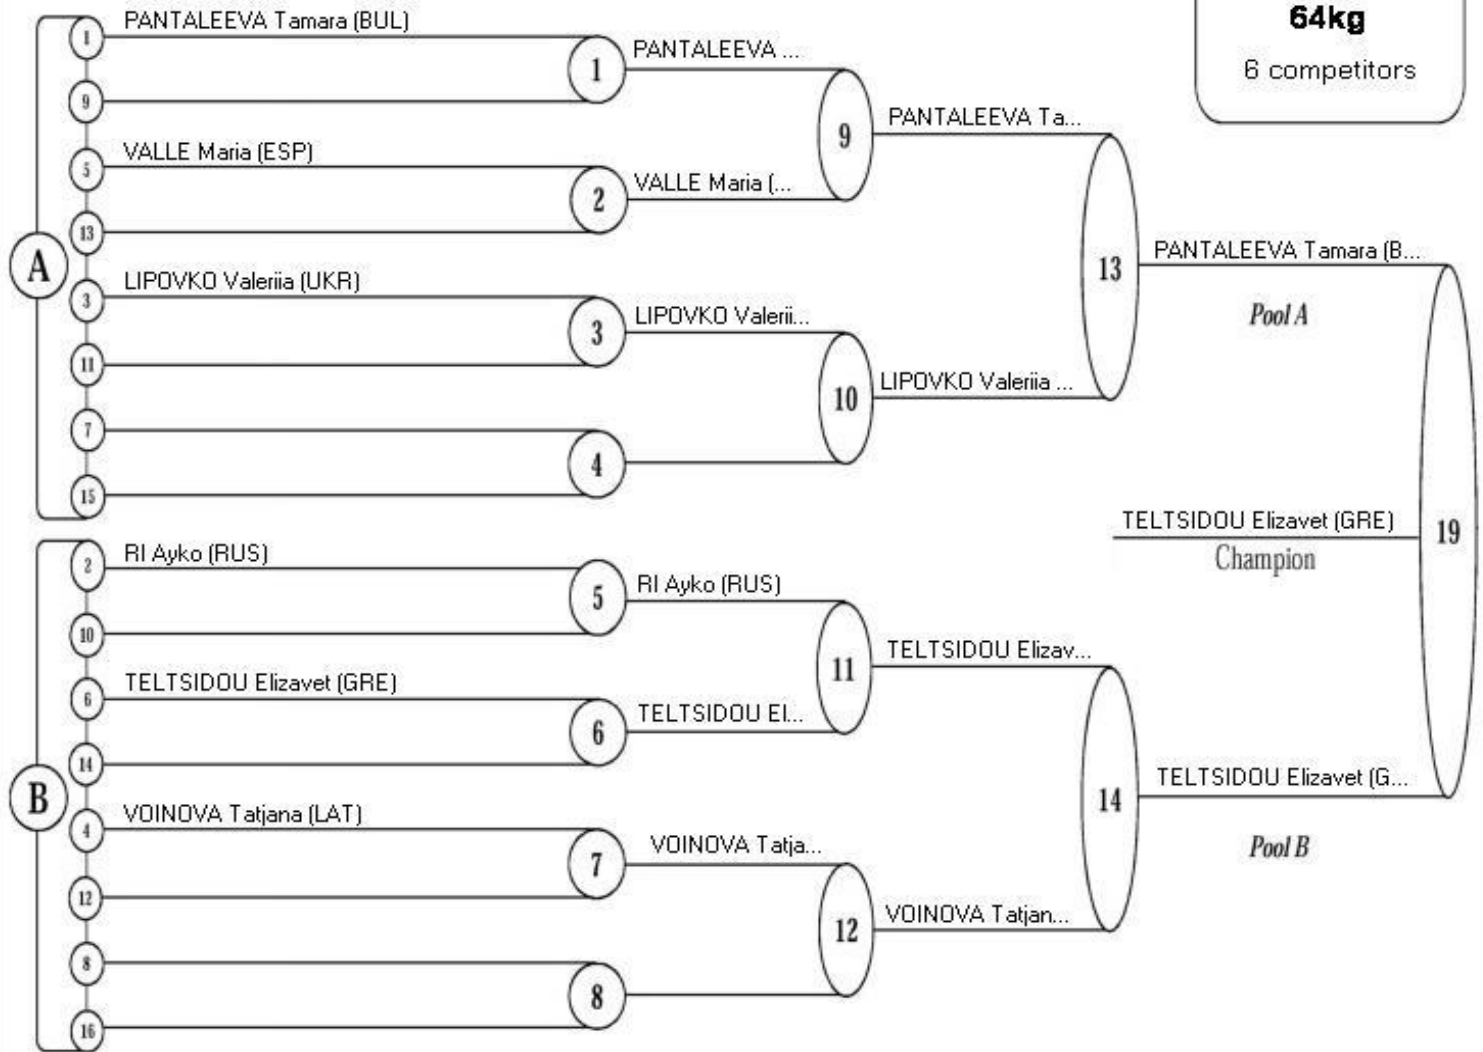 64kg
6 competitors
A
1
PANTALEEVA Tamara (BUL)
9
1
PANTALEEVA ...
5
VALLE Maria (ESP)
13
2
VALLE Maria (...
9
PANTALEEVA Ta...
3
LIPOVKO Valeriia (UKR)
11
3
LIPOVKO Valerii...
7
15
4
10
LIPOVKO Valeriia ...
13
PANTALEEVA Tamara (B...
Pool A
B
2
RI Ayko (RUS)
10
5
RI Ayko (RUS)
6
TELTSIDOU Elizavet (GRE)
14
6
TELTSIDOU El...
11
TELTSIDOU Elizav...
4
VOINOVA Tatjana (LAT)
12
7
VOINOVA Tatja...
8
16
8
12
VOINOVA Tatjan...
14
TELTSIDOU Elizavet (G...
Pool B
19
TELTSIDOU Elizavet (GRE)
Champion